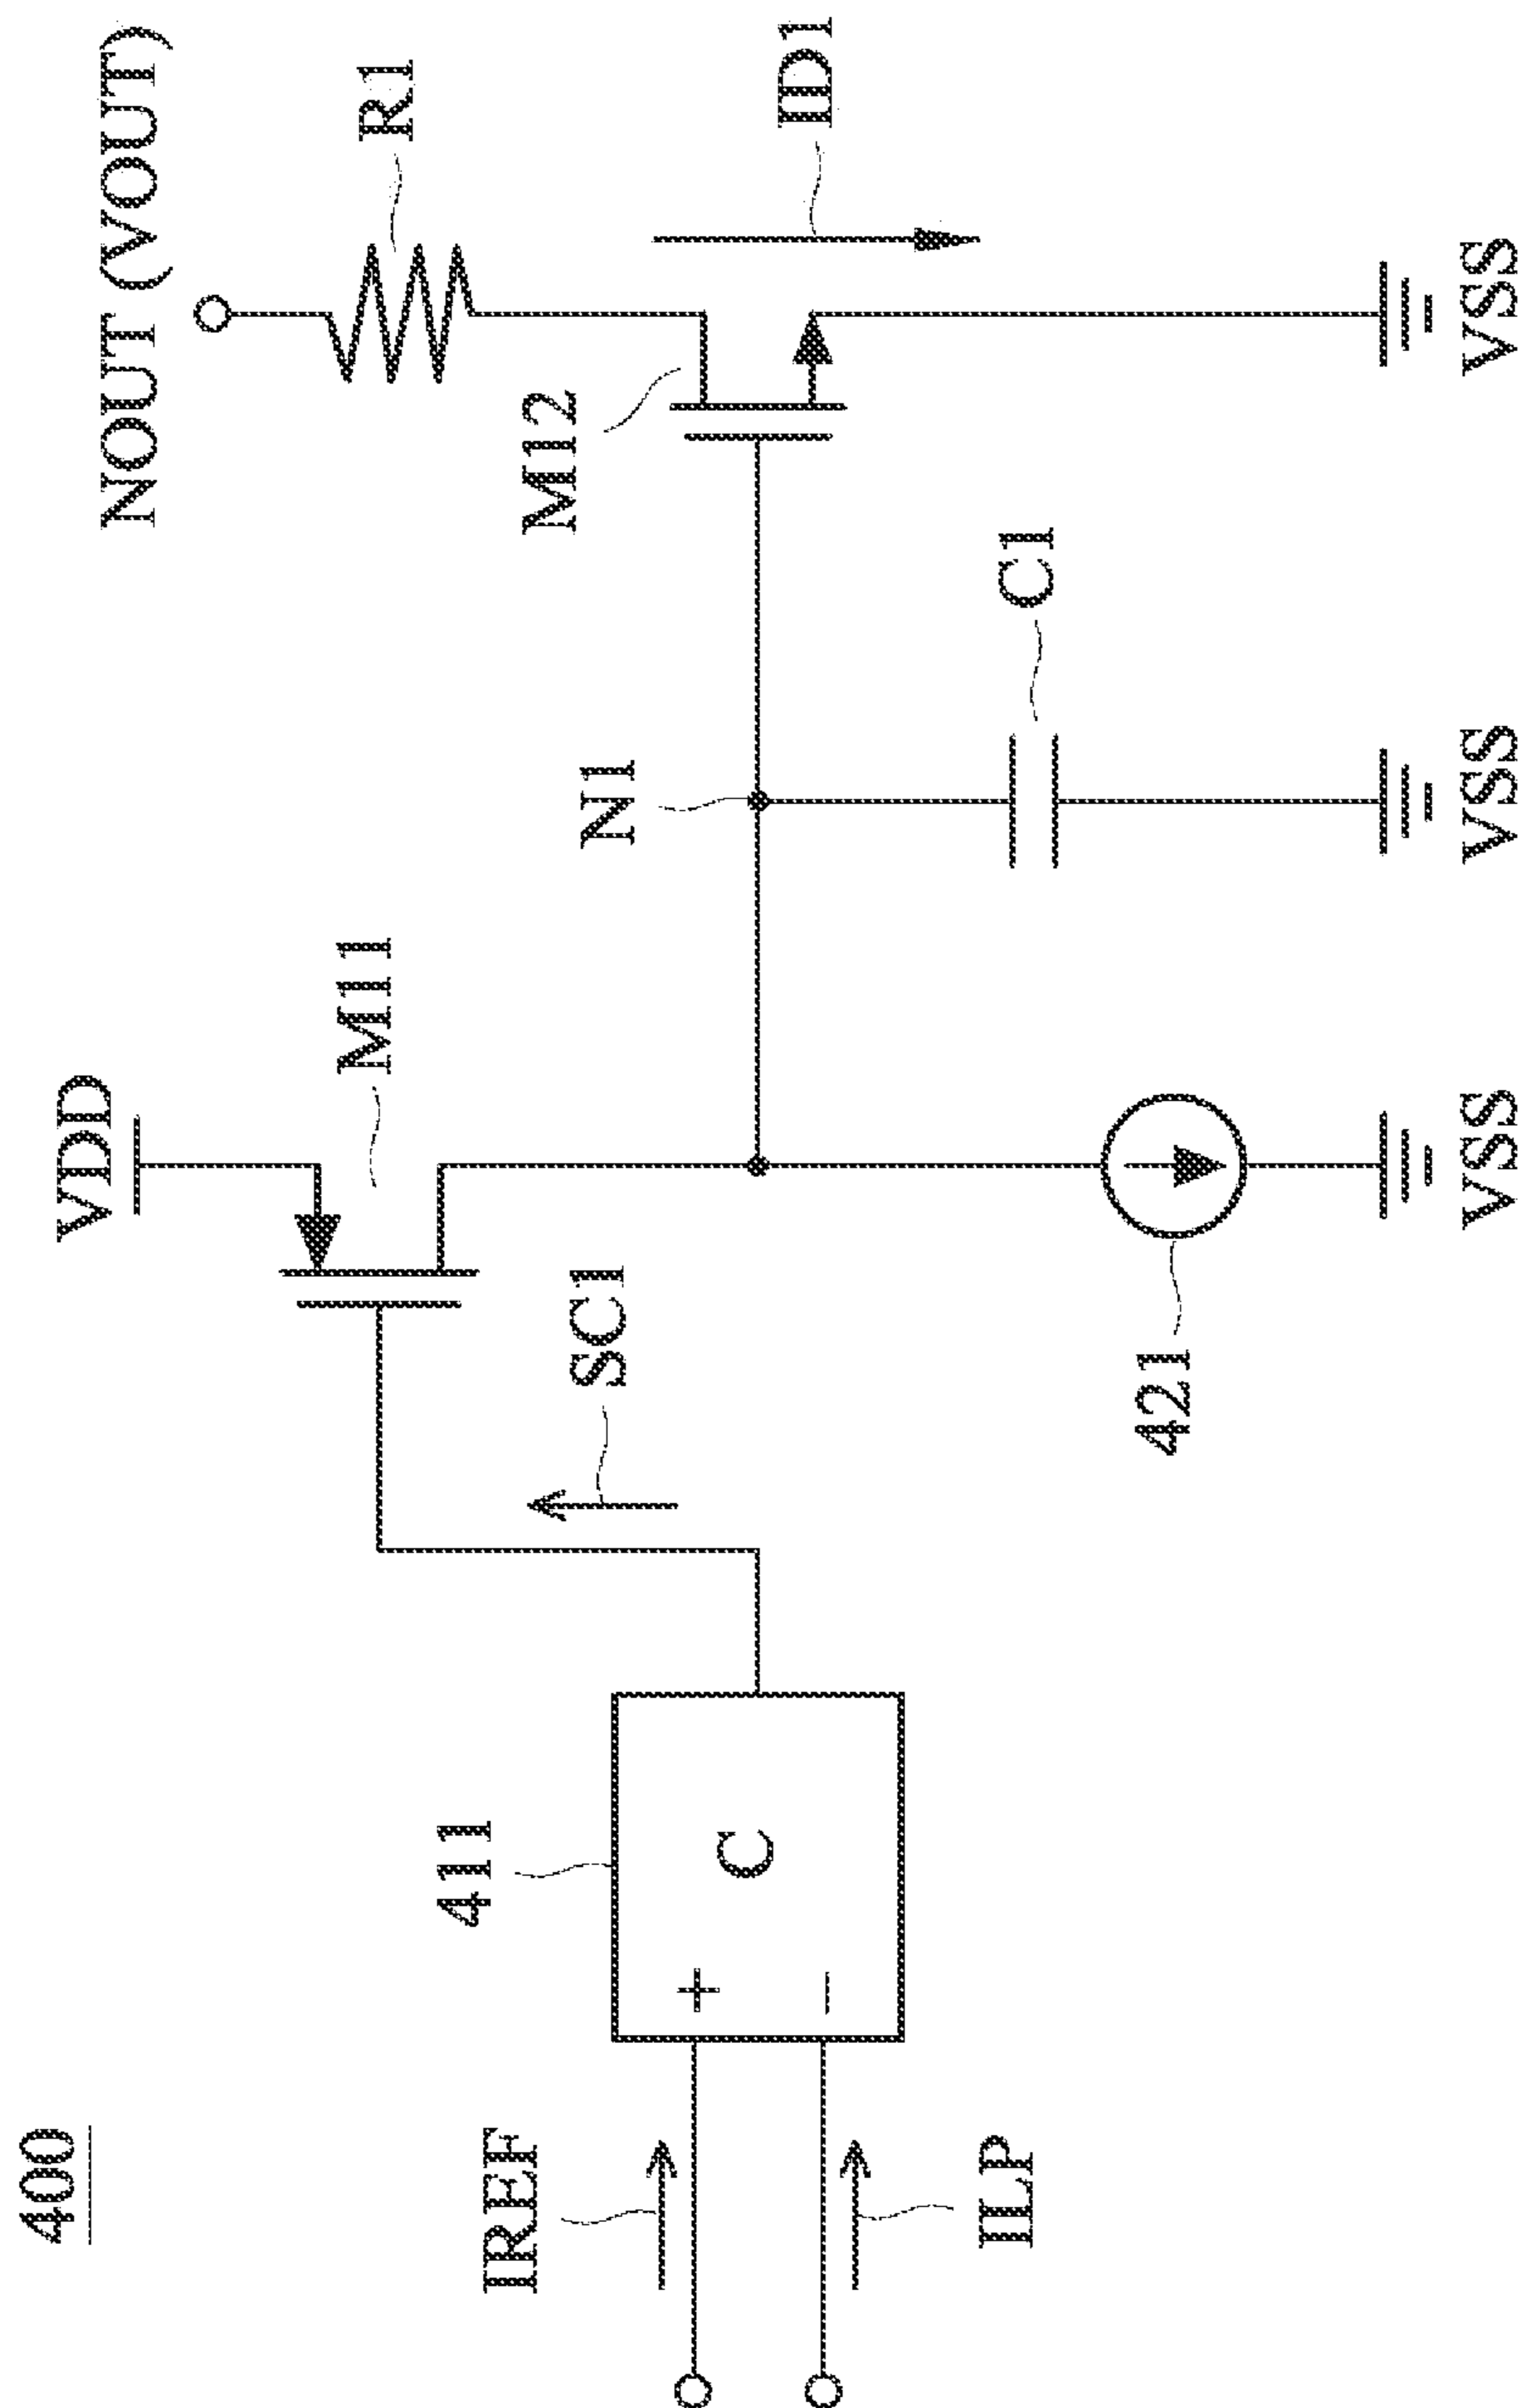 400
IREF
ILP
411
+
−
C
SC1
VDD
M11
421
VSS
N1
C1
VSS
NOUT (VOUT)
R1
M12
ID1
VSS